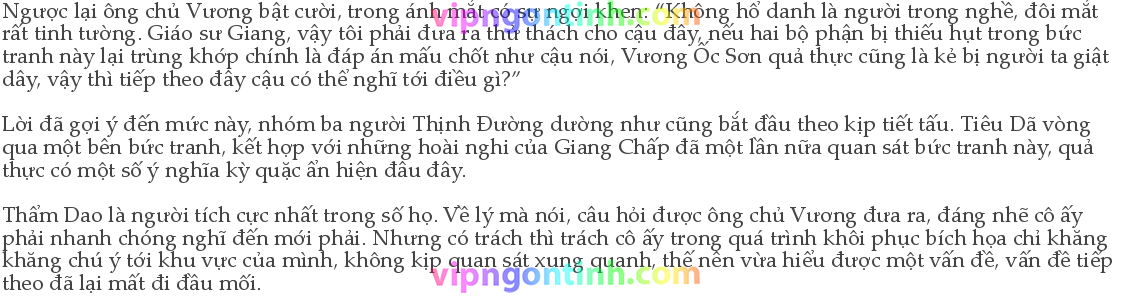 Ngược lại ông chủ Vương bật cười, trong ánh mắt có sự ngợi khen: “Không hổ danh là người trong nghề, đôi mắt
rất tinh tường. Giáo sư Giang, vậy tôi phải đưa ra thử thách cho cậu đây, nếu hai bộ phận bị thiếu hụt trong bức
tranh này lại trùng khớp chính là đáp án mấu chốt như cậu nói, Vương Ốc Sơn quả thực cũng là kẻ bị người ta giật
dây, vậy thì tiếp theo đây cậu có thể nghĩ tới điều gì?”
Lời đã gợi ý đến mức này, nhóm ba người Thịnh Đường dường như cũng bắt đầu theo kịp tiết tấu. Tiêu Dã vòng
qua một bên bức tranh, kết hợp với những hoài nghi của Giang Chấp đã một lần nữa quan sát bức tranh này, quả
thực có một số ý nghĩa kỳ quặc ẩn hiện đâu đây.
Thẩm Dao là người tích cực nhất trong số họ. Về lý mà nói, câu hỏi được ông chủ Vương đưa ra, đáng nhẽ cô ấy
phải nhanh chóng nghĩ đến mới phải. Nhưng có trách thì trách cô ấy trong quá trình khôi phục bích họa chỉ khăng
khăng chú ý tới khu vực của mình, không kịp quan sát xung quanh, thế nên vừa hiểu được một vấn đề, vấn đề tiếp
theo đã lại mất đi đầu mối.
vipngontinh.com
vipngontinh.com